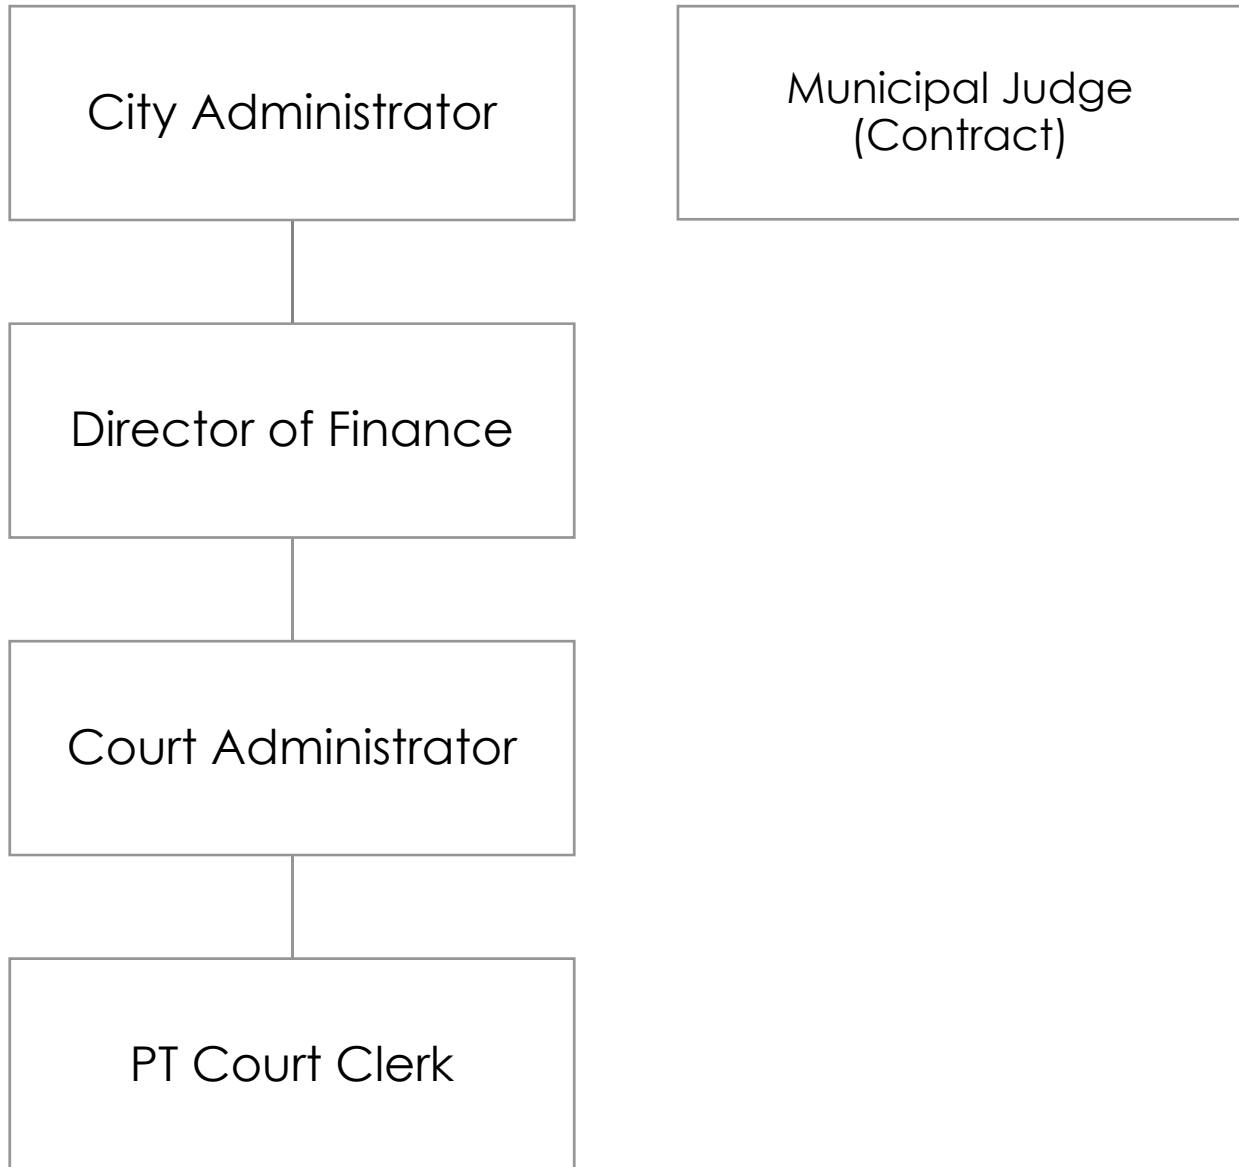 City Administrator
Municipal Judge
(Contract)
Director of Finance
Court Administrator
PT Court Clerk